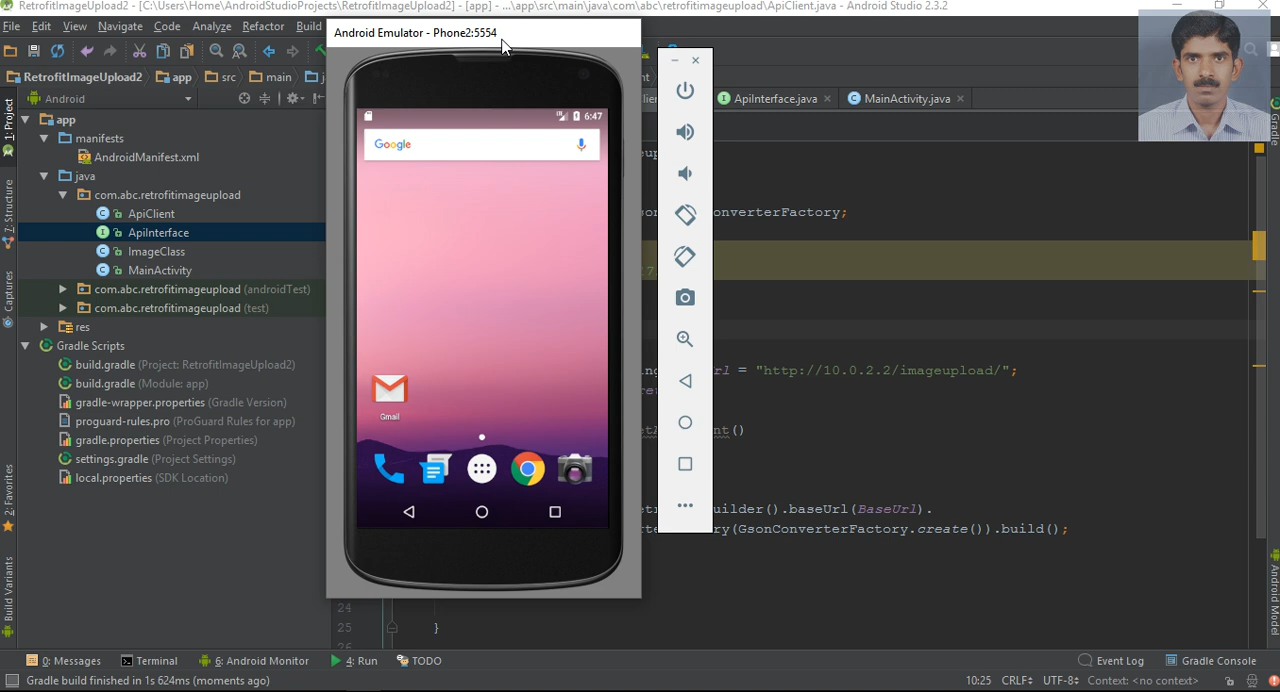 RetrofitImageUpload2 - [C:\Users\Home\AndroidStudioProjects\RetrofitImageUpload2] - [app] - ...\app\src\main\java\com\abc\retrofitimageupload\ApiClient.java - Android Studio 2.3.2
File Edit View Navigate Code Analyze Refactor Build
Android Emulator - Phone2:5554
RetrofitImageUpload2 app src main
Android
ApiInterface.java MainActivity.java
1: Project
Z: Structure
Captures
2: Favorites
Build Variants
app
manifests
AndroidManifest.xml
java
com.abc.retrofitimageupload
ApiClient
ApiInterface
ImageClass
MainActivity
com.abc.retrofitimageupload (androidTest)
com.abc.retrofitimageupload (test)
res
Gradle Scripts
build.gradle (Project: RetrofitImageUpload2)
build.gradle (Module: app)
gradle-wrapper.properties (Gradle Version)
proguard-rules.pro (ProGuard Rules for app)
gradle.properties (Project Properties)
settings.gradle (Project Settings)
local.properties (SDK Location)
6:47
Google
Gmail
onverterFactory;
rl = "http://10.0.2.2/imageupload/";
nt()
uilder().baseUrl(BaseUrl).
ry(GsonConverterFactory.create()).build();
24
25 }
26
Gradle
Android Model
0: Messages Terminal 6: Android Monitor 4: Run TODO Event Log Gradle Console
Gradle build finished in 1s 624ms (moments ago) 10:25 CRLF UTF-8 Context: <no context>